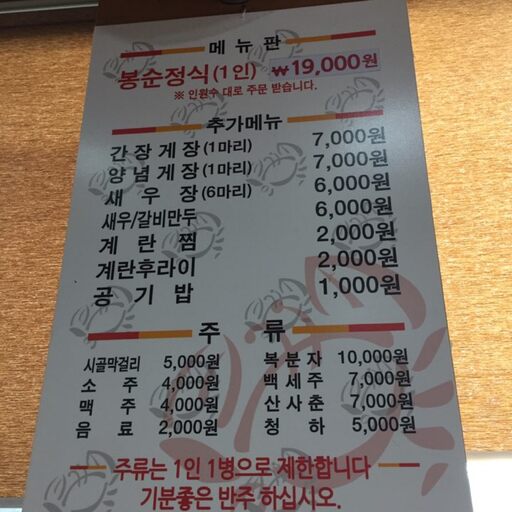 메뉴판
봉순정식(1인) ₩19,000원
※ 인원수 대로 주문 받습니다.
추가메뉴
간장게장(1마리) 7,000원
양념게장(1마리) 7,000원
새우장(6마리) 6,000원
새우/갈비만두 6,000원
계란찜 2,000원
계란후라이 2,000원
공기밥 1,000원
주류
시골막걸리 5,000원 복분자 10,000원
소주 4,000원 백세주 7,000원
맥주 4,000원 산사춘 7,000원
음료 2,000원 청하 5,000원
주류는 1인 1병으로 제한합니다
기분좋은 반주 하십시오.